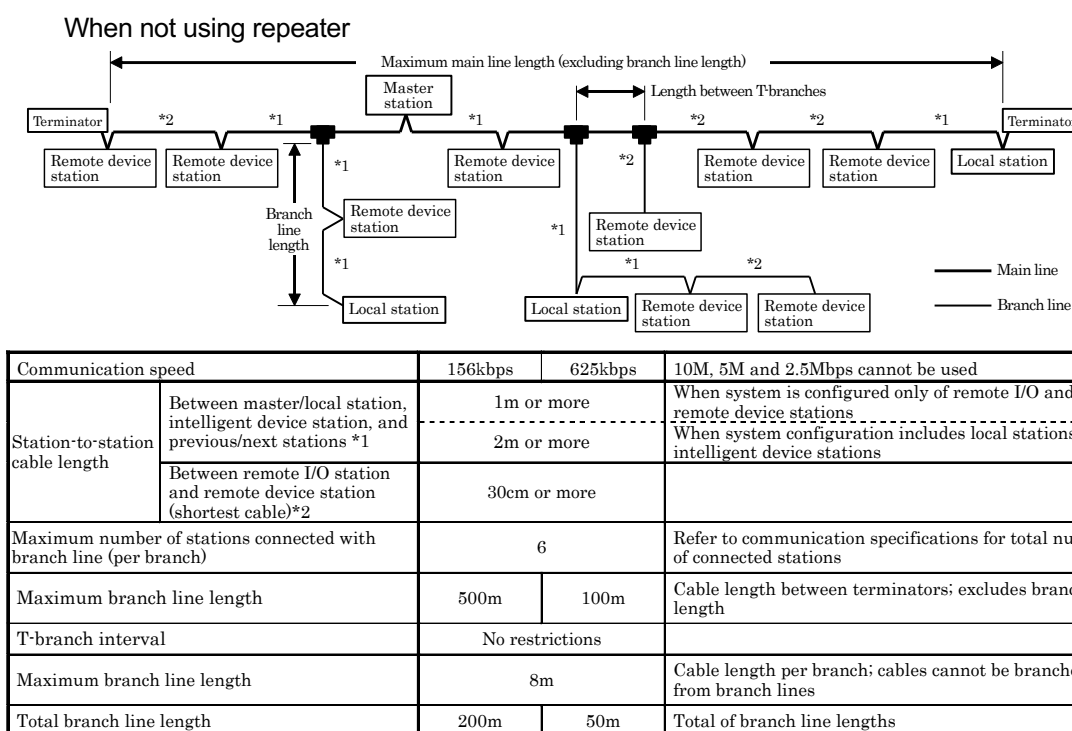 When not using repeater
Maximum main line length (excluding branch line length)
Master
station
Length between T-branches
Terminator
*2
*1
*1
*2
*2
*1
Terminator
Remote device
station
Remote device
station
Remote device
station
Remote device
station
Remote device
station
Local station
*1
*2
Branch
line
length
Remote device
station
Remote device
station
*1
*1
*1
*2
Local station
Local station
Remote device
station
Remote device
station
Main line
Branch line
Communication speed
156kbps
625kbps
10M, 5M and 2.5Mbps cannot be used
Station-to-station
cable length
Between master/local station,
intelligent device station, and
previous/next stations *1
1m or more
When system is configured only of remote I/O and
remote device stations
2m or more
When system configuration includes local stations
intelligent device stations
Between remote I/O station
and remote device station
(shortest cable)*2
30cm or more
Maximum number of stations connected with
branch line (per branch)
6
Refer to communication specifications for total nu
of connected stations
Maximum branch line length
500m
100m
Cable length between terminators; excludes branc
length
T-branch interval
No restrictions
Maximum branch line length
8m
Cable length per branch; cables cannot be branche
from branch lines
Total branch line length
200m
50m
Total of branch line lengths